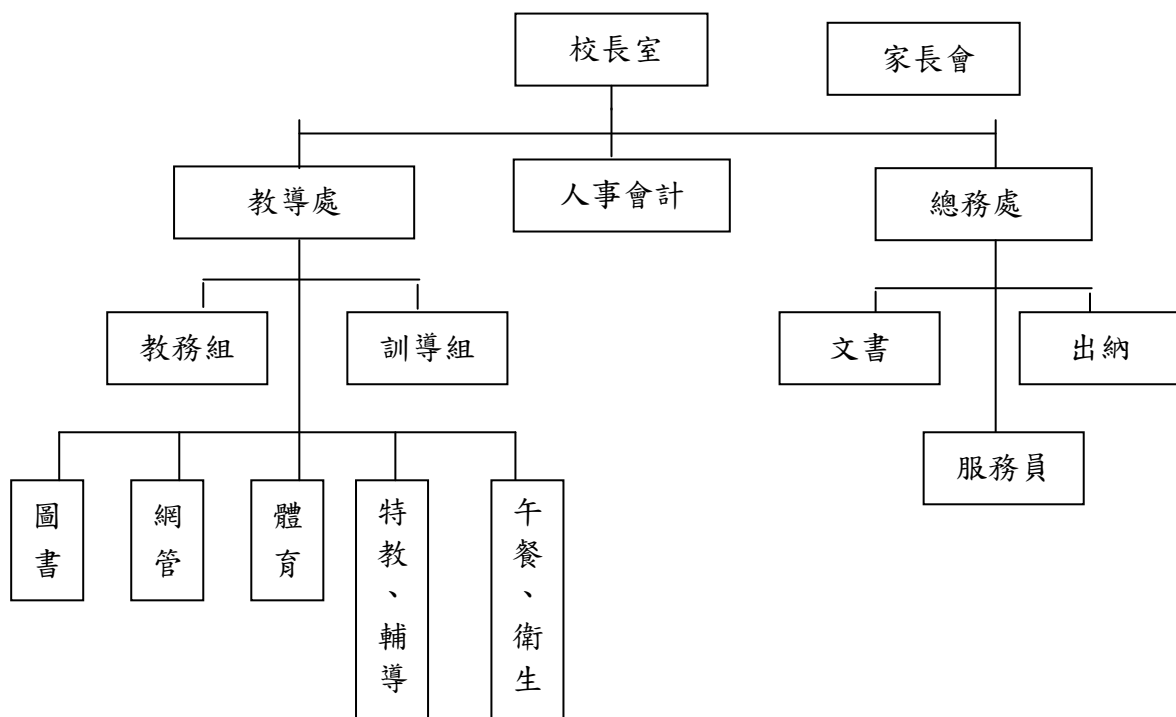 校長室
家長會
教導處
人事會計
總務處
教務組
訓導組
文書
出納
服務員
圖書
網管
體育
特教、輔導
午餐、衛生